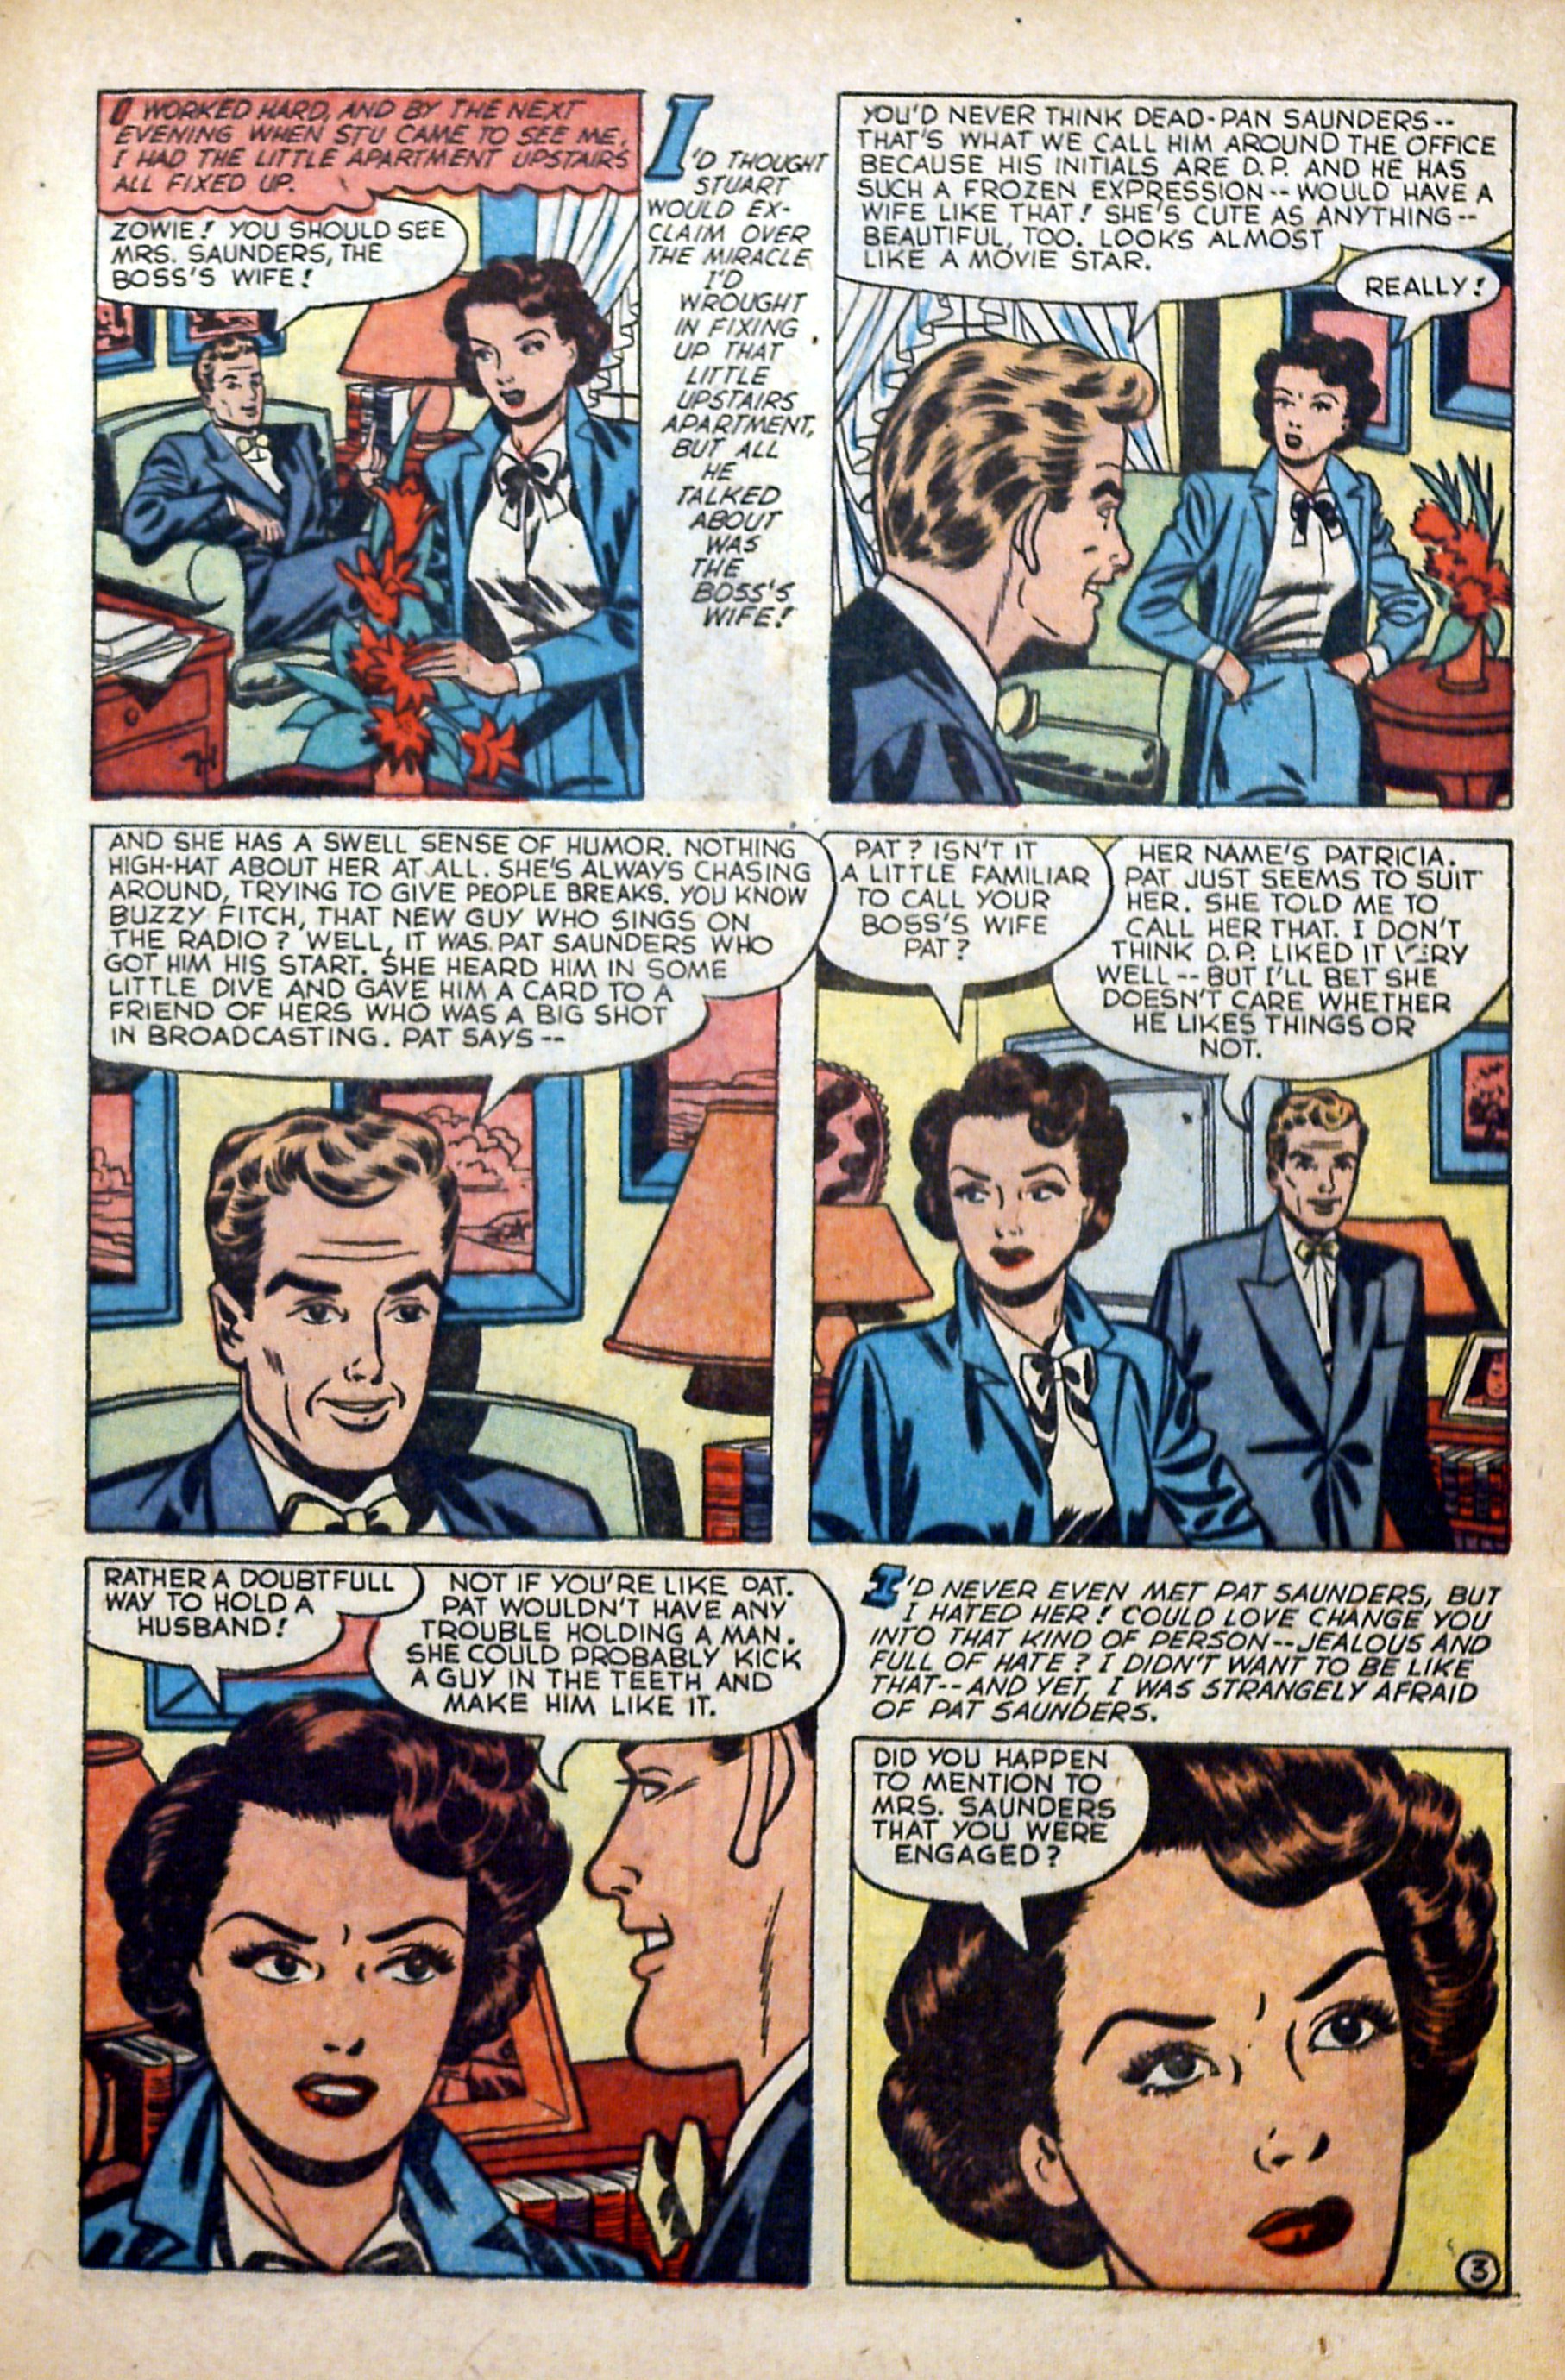 I WORKED HARD, AND BY THE NEXT
EVENING WHEN STU CAME TO SEE ME,
I HAD THE LITTLE APARTMENT UPSTAIRS
ALL FIXED UP.
ZOWIE! YOU SHOULD SEE
MRS. SAUNDERS, THE
BOSS'S WIFE!
I'D THOUGHT
STUART
WOULD EX-
CLAIM OVER
THE MIRACLE
I'D
WROUGHT
IN FIXING
UP THAT
LITTLE
UPSTAIRS
APARTMENT,
BUT ALL
HE
TALKED
ABOUT
WAS
THE
BOSS'S
WIFE!
YOU'D NEVER THINK DEAD-PAN SAUNDERS--
THAT'S WHAT WE CALL HIM AROUND THE OFFICE
BECAUSE HIS INITIALS ARE D.P. AND HE HAS
SUCH A FROZEN EXPRESSION--WOULD HAVE A
WIFE LIKE THAT! SHE'S CUTE AS ANYTHING--
BEAUTIFUL, TOO. LOOKS ALMOST
LIKE A MOVIE STAR.
REALLY!
AND SHE HAS A SWELL SENSE OF HUMOR. NOTHING
HIGH-HAT ABOUT HER AT ALL. SHE'S ALWAYS CHASING
AROUND, TRYING TO GIVE PEOPLE BREAKS. YOU KNOW
BUZZY FITCH, THAT NEW GUY WHO SINGS ON
THE RADIO? WELL, IT WAS PAT SAUNDERS WHO
GOT HIM HIS START. SHE HEARD HIM IN SOME
LITTLE DIVE AND GAVE HIM A CARD TO A
FRIEND OF HERS WHO WAS A BIG SHOT
IN BROADCASTING. PAT SAYS--
PAT? ISN'T IT
A LITTLE FAMILIAR
TO CALL YOUR
BOSS'S WIFE
PAT?
HER NAME'S PATRICIA.
PAT JUST SEEMS TO SUIT
HER. SHE TOLD ME TO
CALL HER THAT. I DON'T
THINK D.P. LIKED IT VERY
WELL--BUT I'LL BET SHE
DOESN'T CARE WHETHER
HE LIKES THINGS OR
NOT.
RATHER A DOUBTFULL
WAY TO HOLD A
HUSBAND!
NOT IF YOU'RE LIKE PAT.
PAT WOULDN'T HAVE ANY
TROUBLE HOLDING A MAN.
SHE COULD PROBABLY KICK
A GUY IN THE TEETH AND
MAKE HIM LIKE IT.
I'D NEVER EVEN MET PAT SAUNDERS, BUT
I HATED HER! COULD LOVE CHANGE YOU
INTO THAT KIND OF PERSON--JEALOUS AND
FULL OF HATE? I DIDN'T WANT TO BE LIKE
THAT--AND YET, I WAS STRANGELY AFRAID
OF PAT SAUNDERS.
DID YOU HAPPEN
TO MENTION TO
MRS. SAUNDERS
THAT YOU WERE
ENGAGED?
3